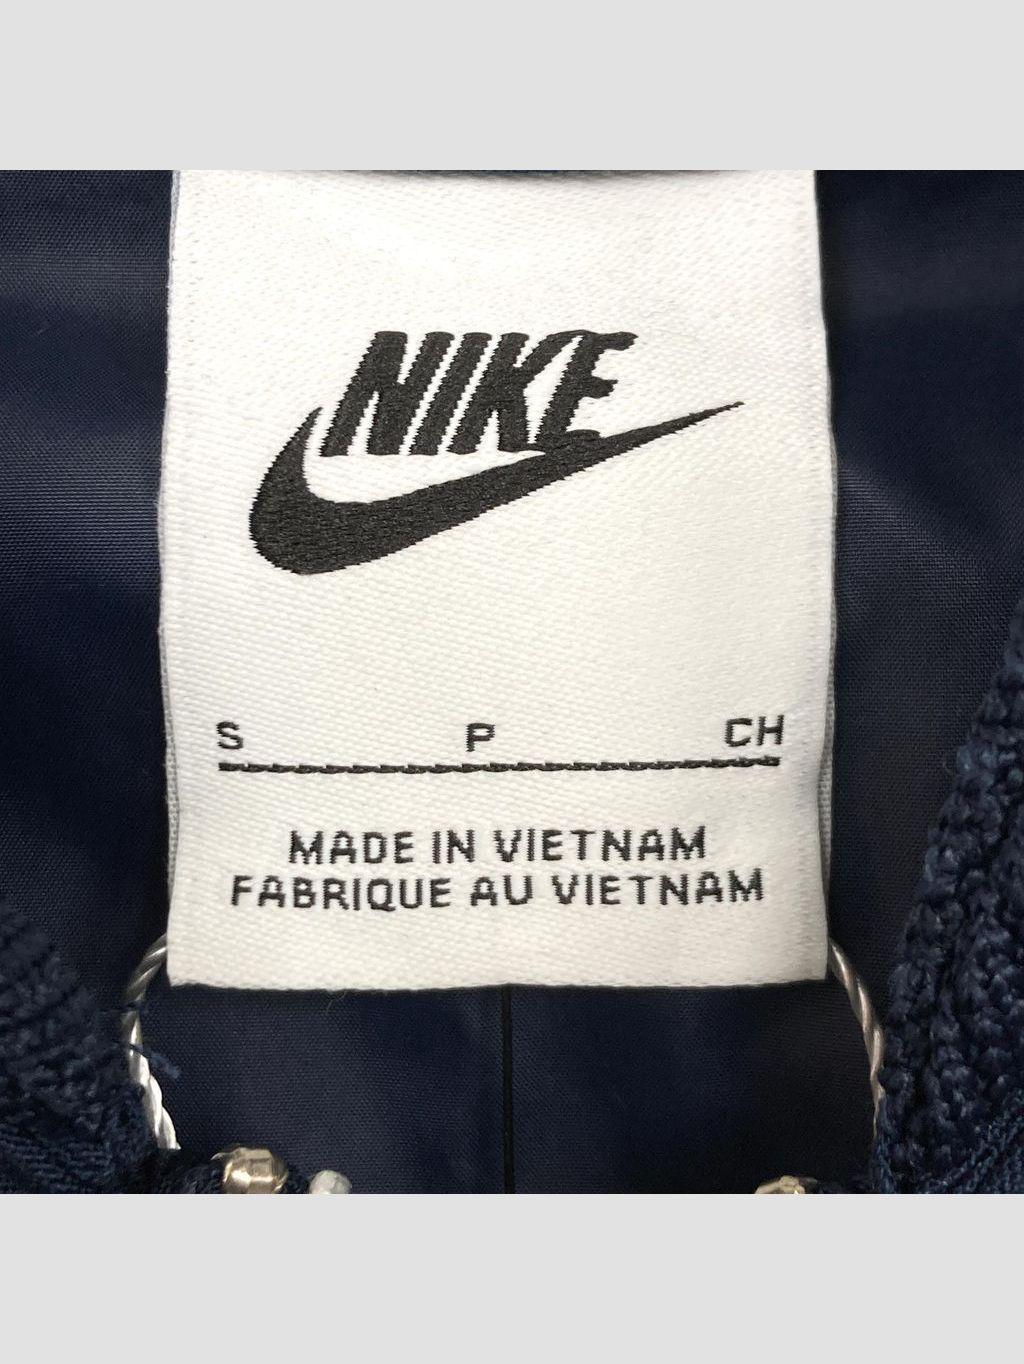 NIKE
S P CH
MADE IN VIETNAM
FABRIQUE AU VIETNAM